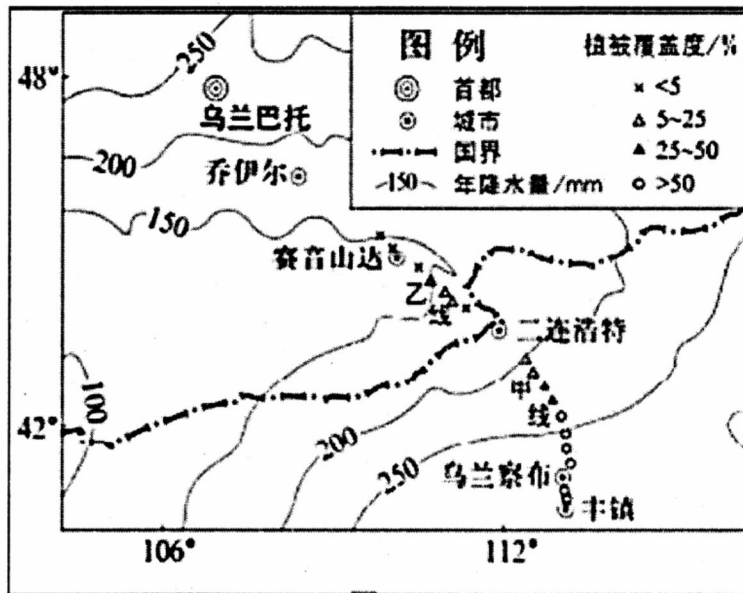 250
48°
乌兰巴托
200
乔伊尔
150
赛音山达
乙
线
二连浩特
100
42°
甲
线
200
250
乌兰察布
丰镇
106°
112°
图例
植被覆盖度/%
首都
城市
国界
150 年降水量/mm
× <5
△ 5~25
▲ 25~50
○ >50